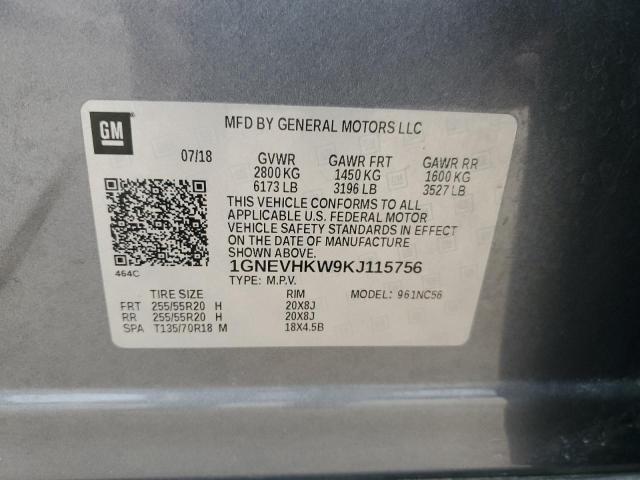 GM
MFD BY GENERAL MOTORS LLC
07/18 GVWR GAWR FRT GAWR RR
2800 KG 1450 KG 1600 KG
6173 LB 3196 LB 3527 LB
THIS VEHICLE CONFORMS TO ALL
APPLICABLE U.S. FEDERAL MOTOR
VEHICLE SAFETY STANDARDS IN EFFECT
ON THE DATE OF MANUFACTURE
SHOWN ABOVE.
464C
1GNEVHKW9KJ115756
TYPE: M.P.V.
TIRE SIZE RIM MODEL: 961NC56
FRT 255/55R20 H 20X8J
RR 255/55R20 H 20X8J
SPA T135/70R18 M 18X4.5B